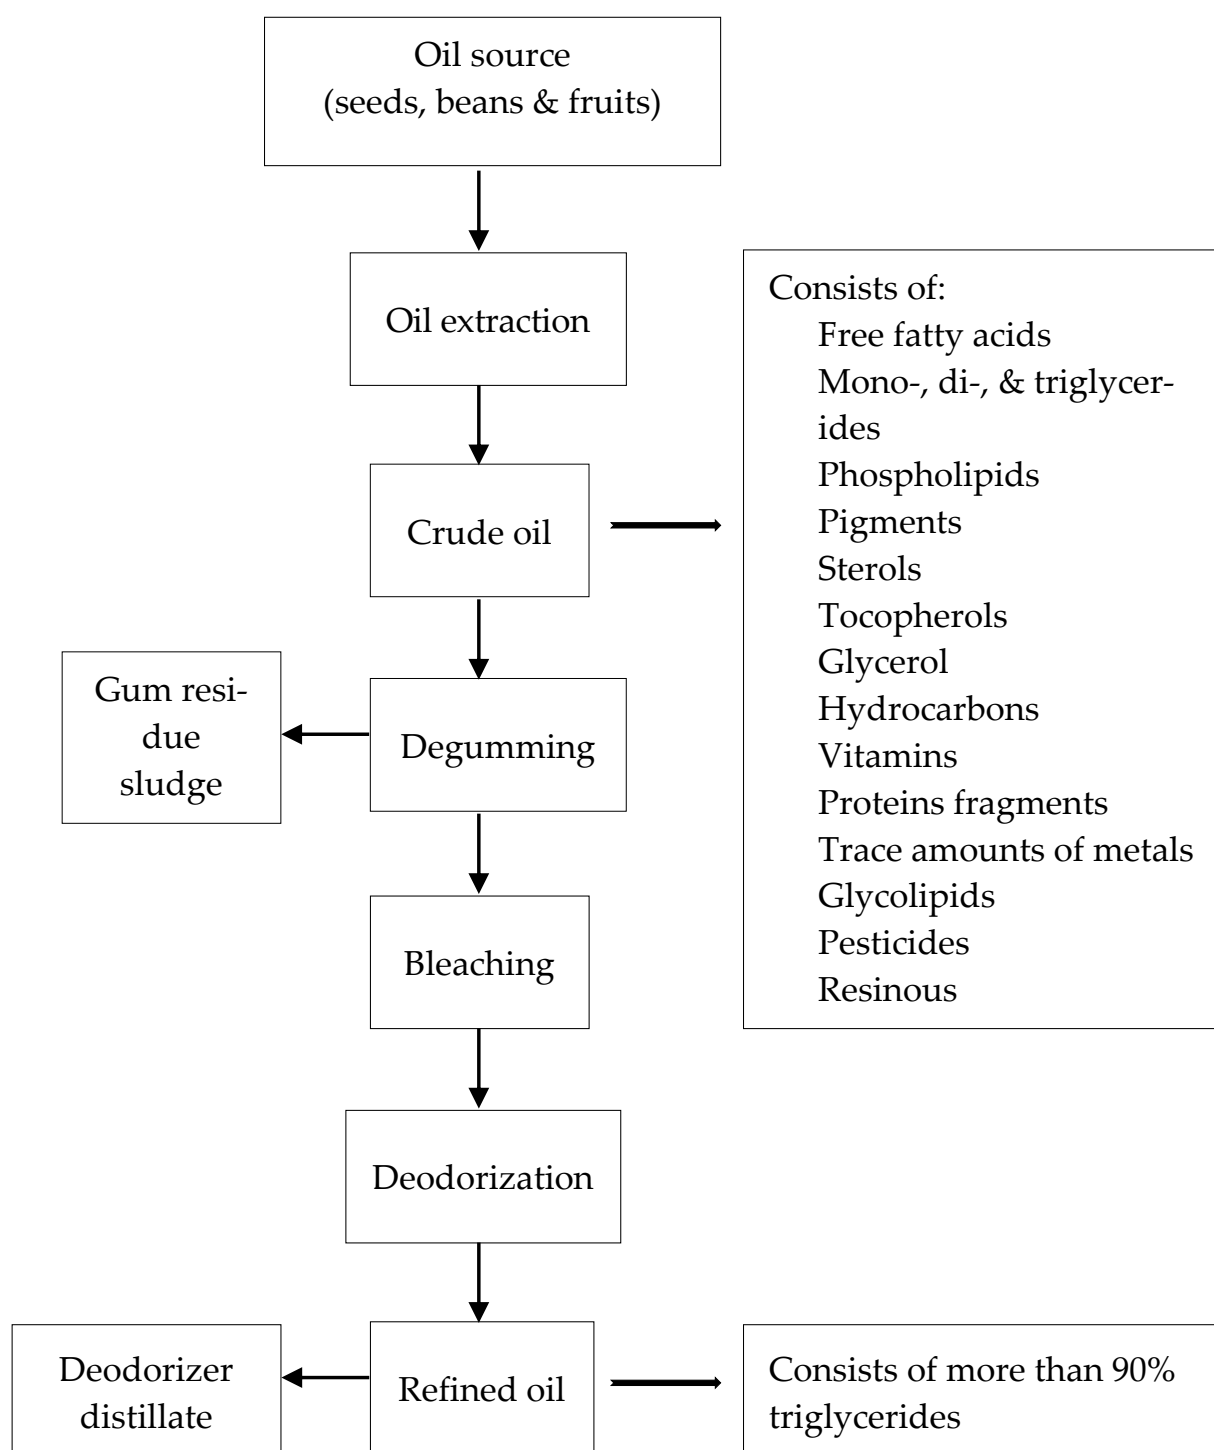 Oil source
(seeds, beans & fruits)
Oil extraction
Consists of:
Free fatty acids
Mono-, di-, & triglycer-
ides
Phospholipids
Pigments
Sterols
Tocopherols
Glycerol
Hydrocarbons
Vitamins
Proteins fragments
Trace amounts of metals
Glycolipids
Pesticides
Resinous
Crude oil
Gum resi-
due
sludge
Degumming
Bleaching
Deodorization
Deodorizer
distillate
Refined oil
Consists of more than 90%
triglycerides